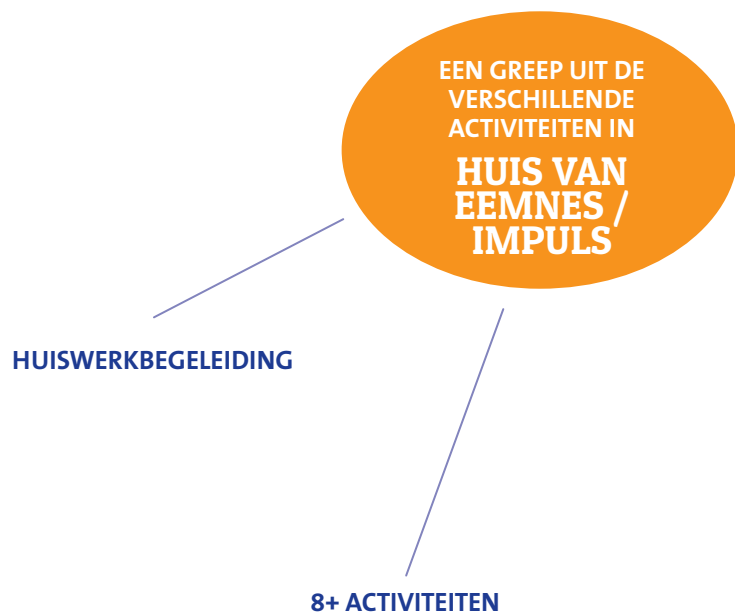 EEN GREEP UIT DE
VERSCHILLENDE
ACTIVITEITEN IN
HUIS VAN
EEMNES /
IMPULS
HUISWERKBEGELEIDING
8+ ACTIVITEITEN